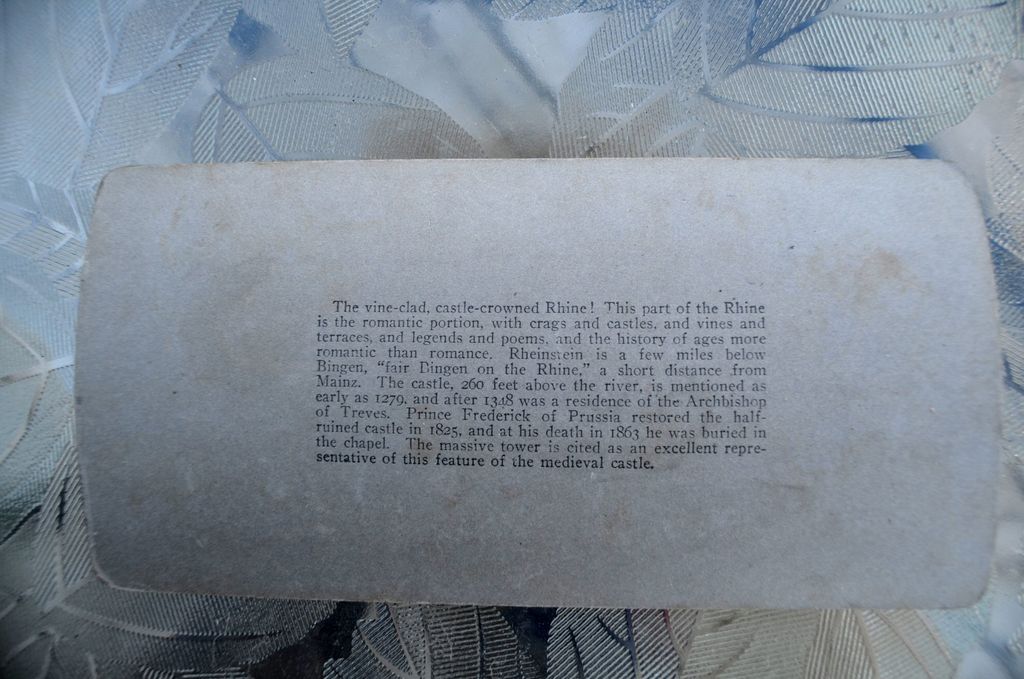 The vine-clad, castle-crowned Rhine! This part of the Rhine
is the romantic portion, with crags and castles, and vines and
terraces, and legends and poems, and the history of ages more
romantic than romance. Rheinstein is a few miles below
Bingen, "fair Bingen on the Rhine," a short distance from
Mainz. The castle, 260 feet above the river, is mentioned as
early as 1279, and after 1348 was a residence of the Archbishop
of Treves. Prince Frederick of Prussia restored the half-
ruined castle in 1825, and at his death in 1863 he was buried in
the chapel. The massive tower is cited as an excellent repre-
sentative of this feature of the medieval castle.